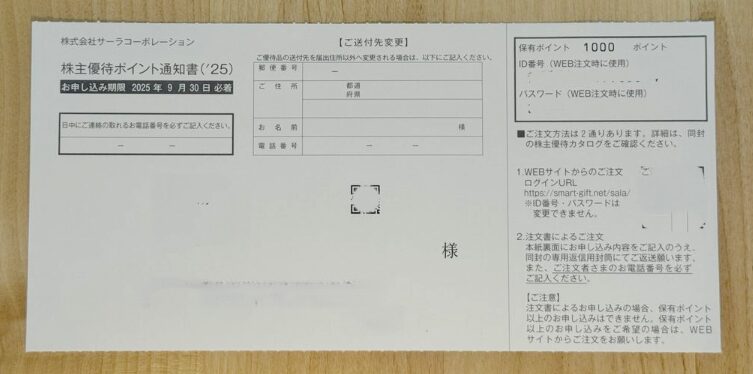 株式会社サーラコーポレーション
株主優待ポイント通知書('25)
お申し込み期限 2025年 9月30日 必着
日中にご連絡の取れるお電話番号を必ずご記入ください。
－ －
【ご送付先変更】
ご優待品の送付先を届出住所以外へ変更される場合は、以下にご記入ください。
郵便番号 －
ご住所 都道
府県
お名前 様
電話番号 － －
様
保有ポイント 1000 ポイント
ID番号（WEB注文時に使用）
パスワード（WEB注文時に使用）
■ご注文方法は2通りあります。詳細は、同封
の株主優待カタログをご確認ください。
1.WEBサイトからのご注文
ログインURL
https://smart-gift.net/sala/
※ID番号・パスワードは
変更できません。
2.注文書によるご注文
本紙裏面にお申し込み内容をご記入のうえ、
同封の専用返信用封筒にてご返送願います。
また、ご注文者さまのお電話番号を必ず
ご記入ください。
【ご注意】
注文書によるお申し込みの場合、保有ポイント
以上のお申し込みはできません。保有ポイント
以上のお申し込みをご希望の場合は、WEB
サイトからご注文をお願いします。